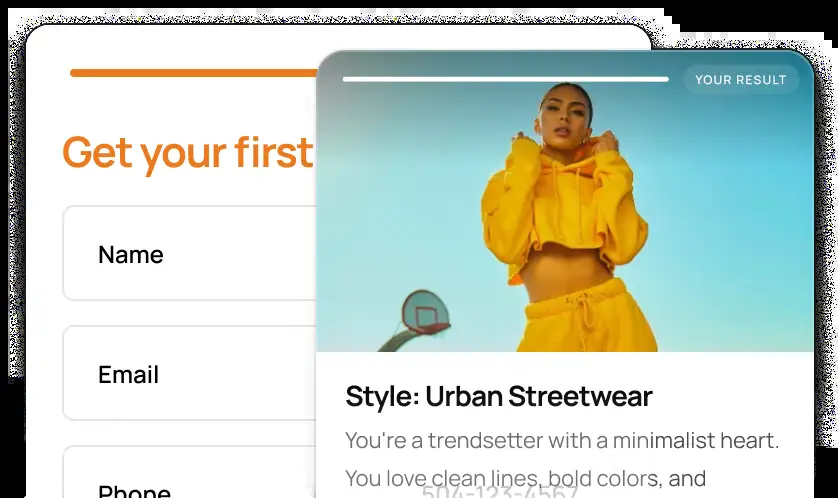 Get your first
Name
Email
Phone
YOUR RESULT
Style: Urban Streetwear
You're a trendsetter with a minimalist heart.
You love clean lines, bold colors, and
504-123-4567